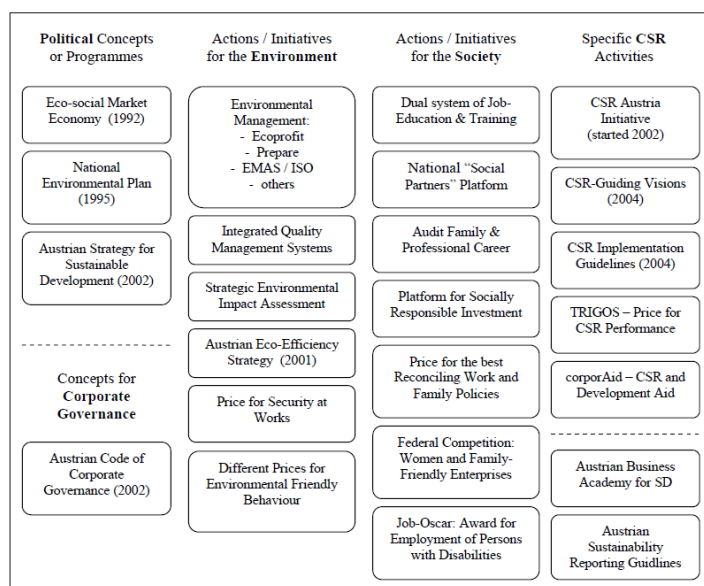 Political Concepts
or Programmes
Eco-social Market
Economy (1992)
National
Environmental Plan
(1995)
Austrian Strategy for
Sustainable
Development (2002)
Concepts for
Corporate
Governance
Austrian Code of
Corporate
Governance (2002)
Actions / Initiatives
for the Environment
Environmental
Management:
- Ecoprofit
- Prepare
- EMAS / ISO
- others
Integrated Quality
Management Systems
Strategic Environmental
Impact Assessment
Austrian Eco-Efficiency
Strategy (2001)
Price for Security at
Works
Different Prices for
Environmental Friendly
Behaviour
Actions / Initiatives
for the Society
Dual system of Job-
Education & Training
National “Social
Partners” Platform
Audit Family &
Professional Career
Platform for Socially
Responsible Investment
Price for the best
Reconciling Work and
Family Policies
Federal Competition:
Women and Family-
Friendly Enterprises
Job-Oscar: Award for
Employment of Persons
with Disabilities
Specific CSR
Activities
CSR Austria
Initiative
(started 2002)
CSR-Guiding Visions
(2004)
CSR Implementation
Guidelines (2004)
TRIGOS – Price for
CSR Performance
corporAid – CSR and
Development Aid
Austrian Business
Academy for SD
Austrian
Sustainability
Reporting Guidlines